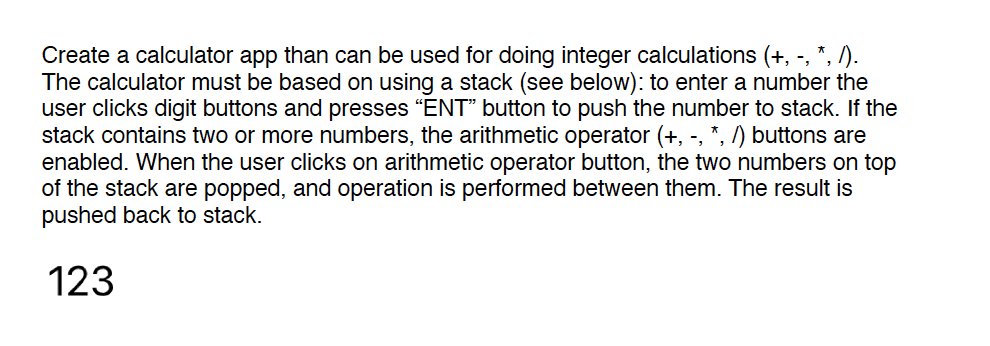 Create a calculator app than can be used for doing integer calculations (+, -, *, /).
The calculator must be based on using a stack (see below): to enter a number the
user clicks digit buttons and presses “ENT” button to push the number to stack. If the
stack contains two or more numbers, the arithmetic operator (+, -, *, /) buttons are
enabled. When the user clicks on arithmetic operator button, the two numbers on top
of the stack are popped, and operation is performed between them. The result is
pushed back to stack.
123